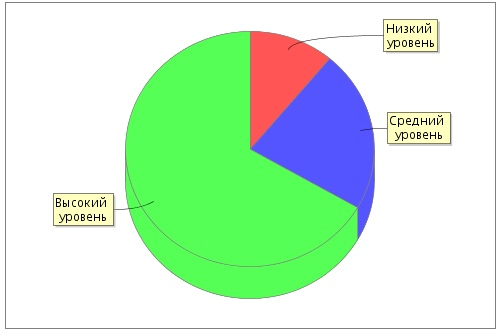 Низкий
уровень
Средний
уровень
Высокий
уровень